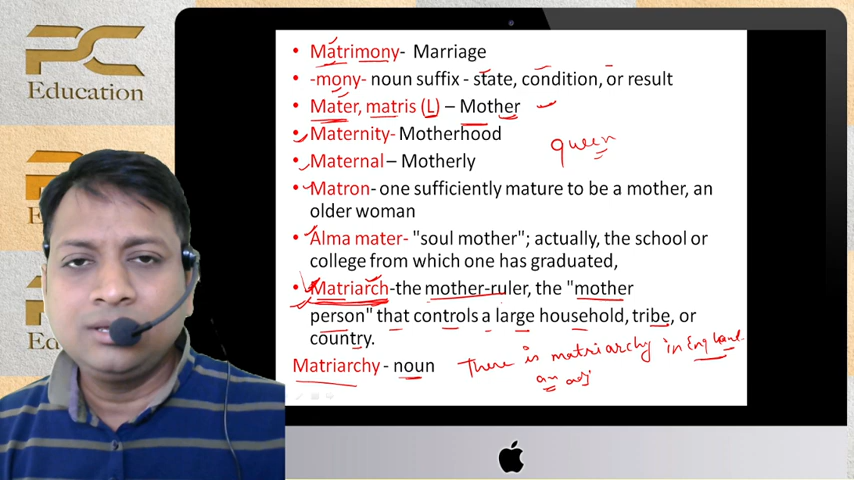 PC
Education
• Matrimony- Marriage
• -mony- noun suffix - state, condition, or result
• Mater, matris (L) – Mother
• Maternity- Motherhood
queen
• Maternal – Motherly
• Matron- one sufficiently mature to be a mother, an
older woman
• Alma mater- "soul mother"; actually, the school or
college from which one has graduated,
• Matriarch-the mother-ruler, the "mother
person" that controls a large household, tribe, or
country.
Matriarchy - noun
There is matriarchy in England.
an adj